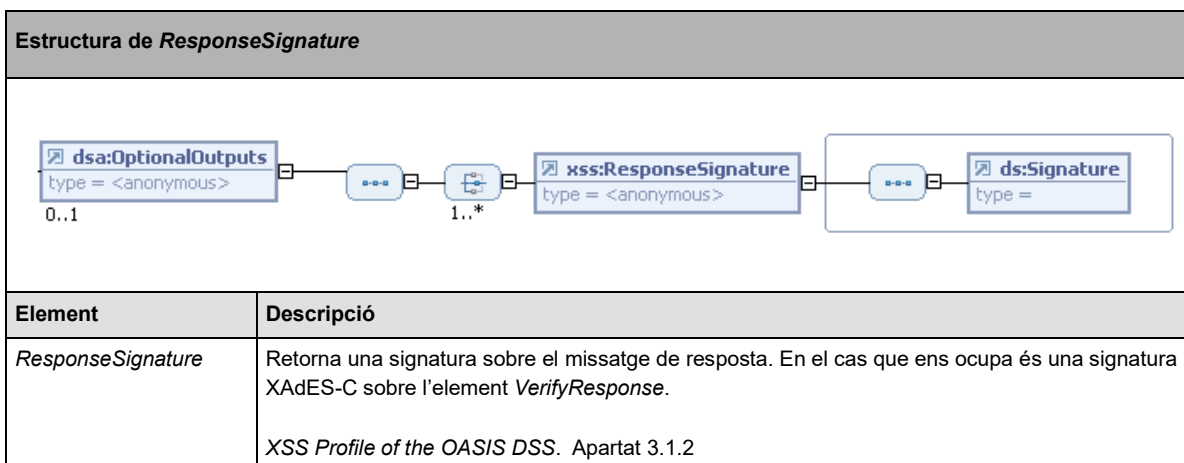 Estructura de ResponseSignature
dsa:OptionalOutputs
type = <anonymous>
0..1
1..*
xss:ResponseSignature
type = <anonymous>
ds:Signature
type =
Element Descripció
ResponseSignature Retorna una signatura sobre el missatge de resposta. En el cas que ens ocupa és una signatura
XAdES-C sobre l’element VerifyResponse.
XSS Profile of the OASIS DSS. Apartat 3.1.2